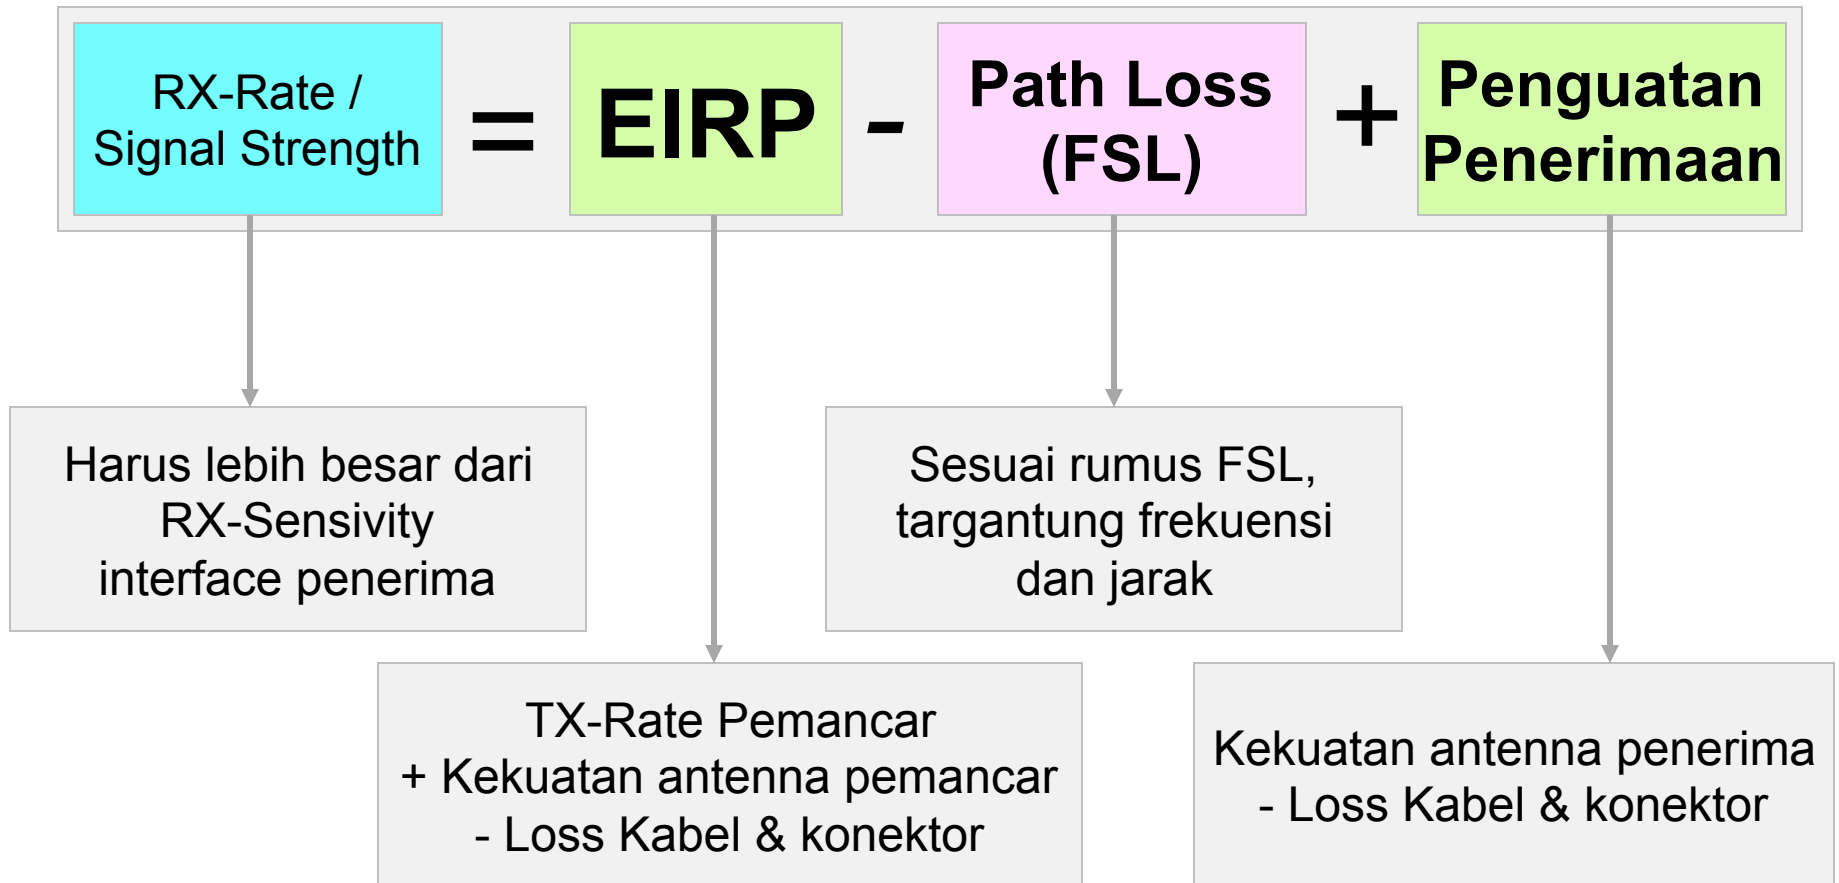 RX-Rate /
Signal Strength
=
EIRP
-
Path Loss
(FSL)
+
Penguatan
Penerimaan
Harus lebih besar dari
RX-Sensivity
interface penerima
Sesuai rumus FSL,
targantung frekuensi
dan jarak
TX-Rate Pemancar
+ Kekuatan antenna pemancar
- Loss Kabel & konektor
Kekuatan antenna penerima
- Loss Kabel & konektor